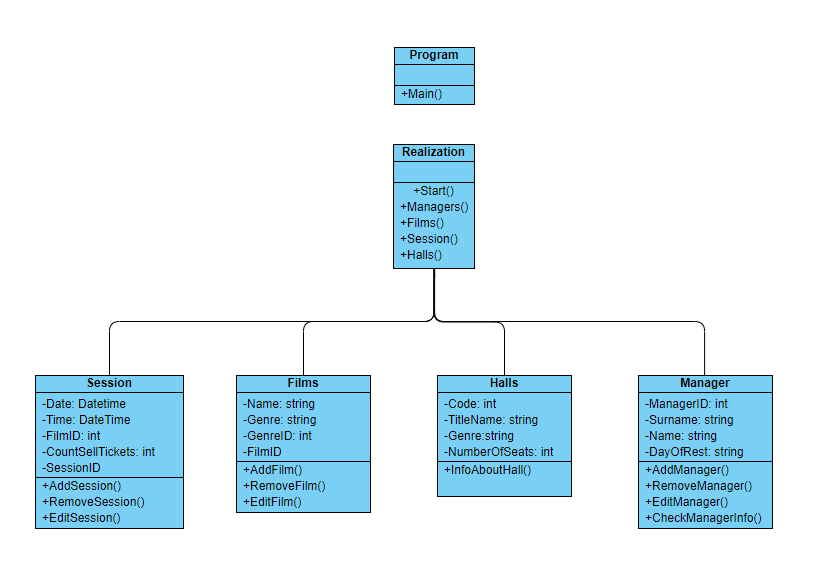 Program
+Main()
Realization
+Start()
+Managers()
+Films()
+Session()
+Halls()
Session
-Date: Datetime
-Time: DateTime
-FilmID: int
-CountSellTickets: int
-SessionID
+AddSession()
+RemoveSession()
+EditSession()
Films
-Name: string
-Genre: string
-GenreID: int
-FilmID
+AddFilm()
+RemoveFilm()
+EditFilm()
Halls
-Code: int
-TitleName: string
-Genre:string
-NumberOfSeats: int
+InfoAboutHall()
Manager
-ManagerID: int
-Surname: string
-Name: string
-DayOfRest: string
+AddManager()
+RemoveManager()
+EditManager()
+CheckManagerInfo()